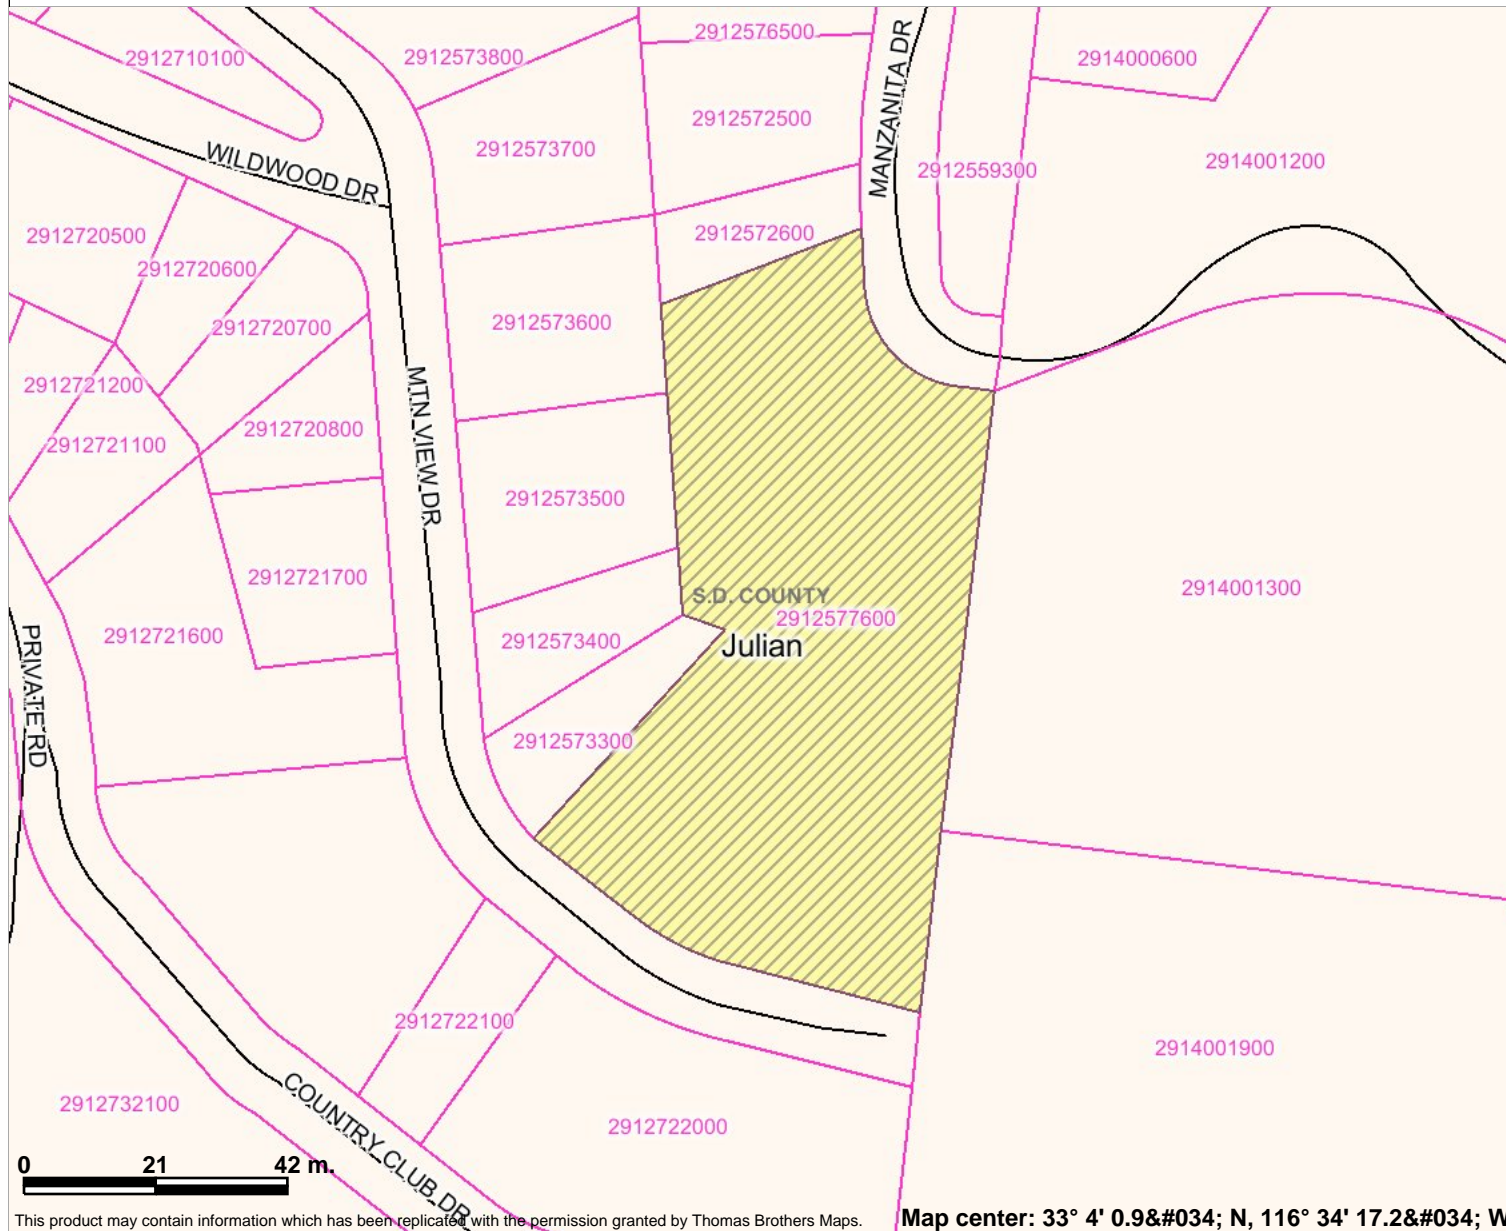 2912576500
2912573800
2912710100
2914000600
MANZANITA DR
2912572500
2912573700
WILDWOOD DR
2914001200
2912559300
2912720500
2912572600
2912720600
2912573600
2912720700
2912721200
MTN VIEW DR
2912720800
2912721100
2912573500
2912721700
2914001300
S.D. COUNTY
2912577600
2912721600
2912573400
Julian
PRIVATE RD
2912573300
2912722100
2914001900
2912732100
COUNTRY CLUB DR
2912722000
0 21 42 m.
This product may contain information which has been replicated with the permission granted by Thomas Brothers Maps.
Map center: 33° 4' 0.9&#034; N, 116° 34' 17.2&#034; W